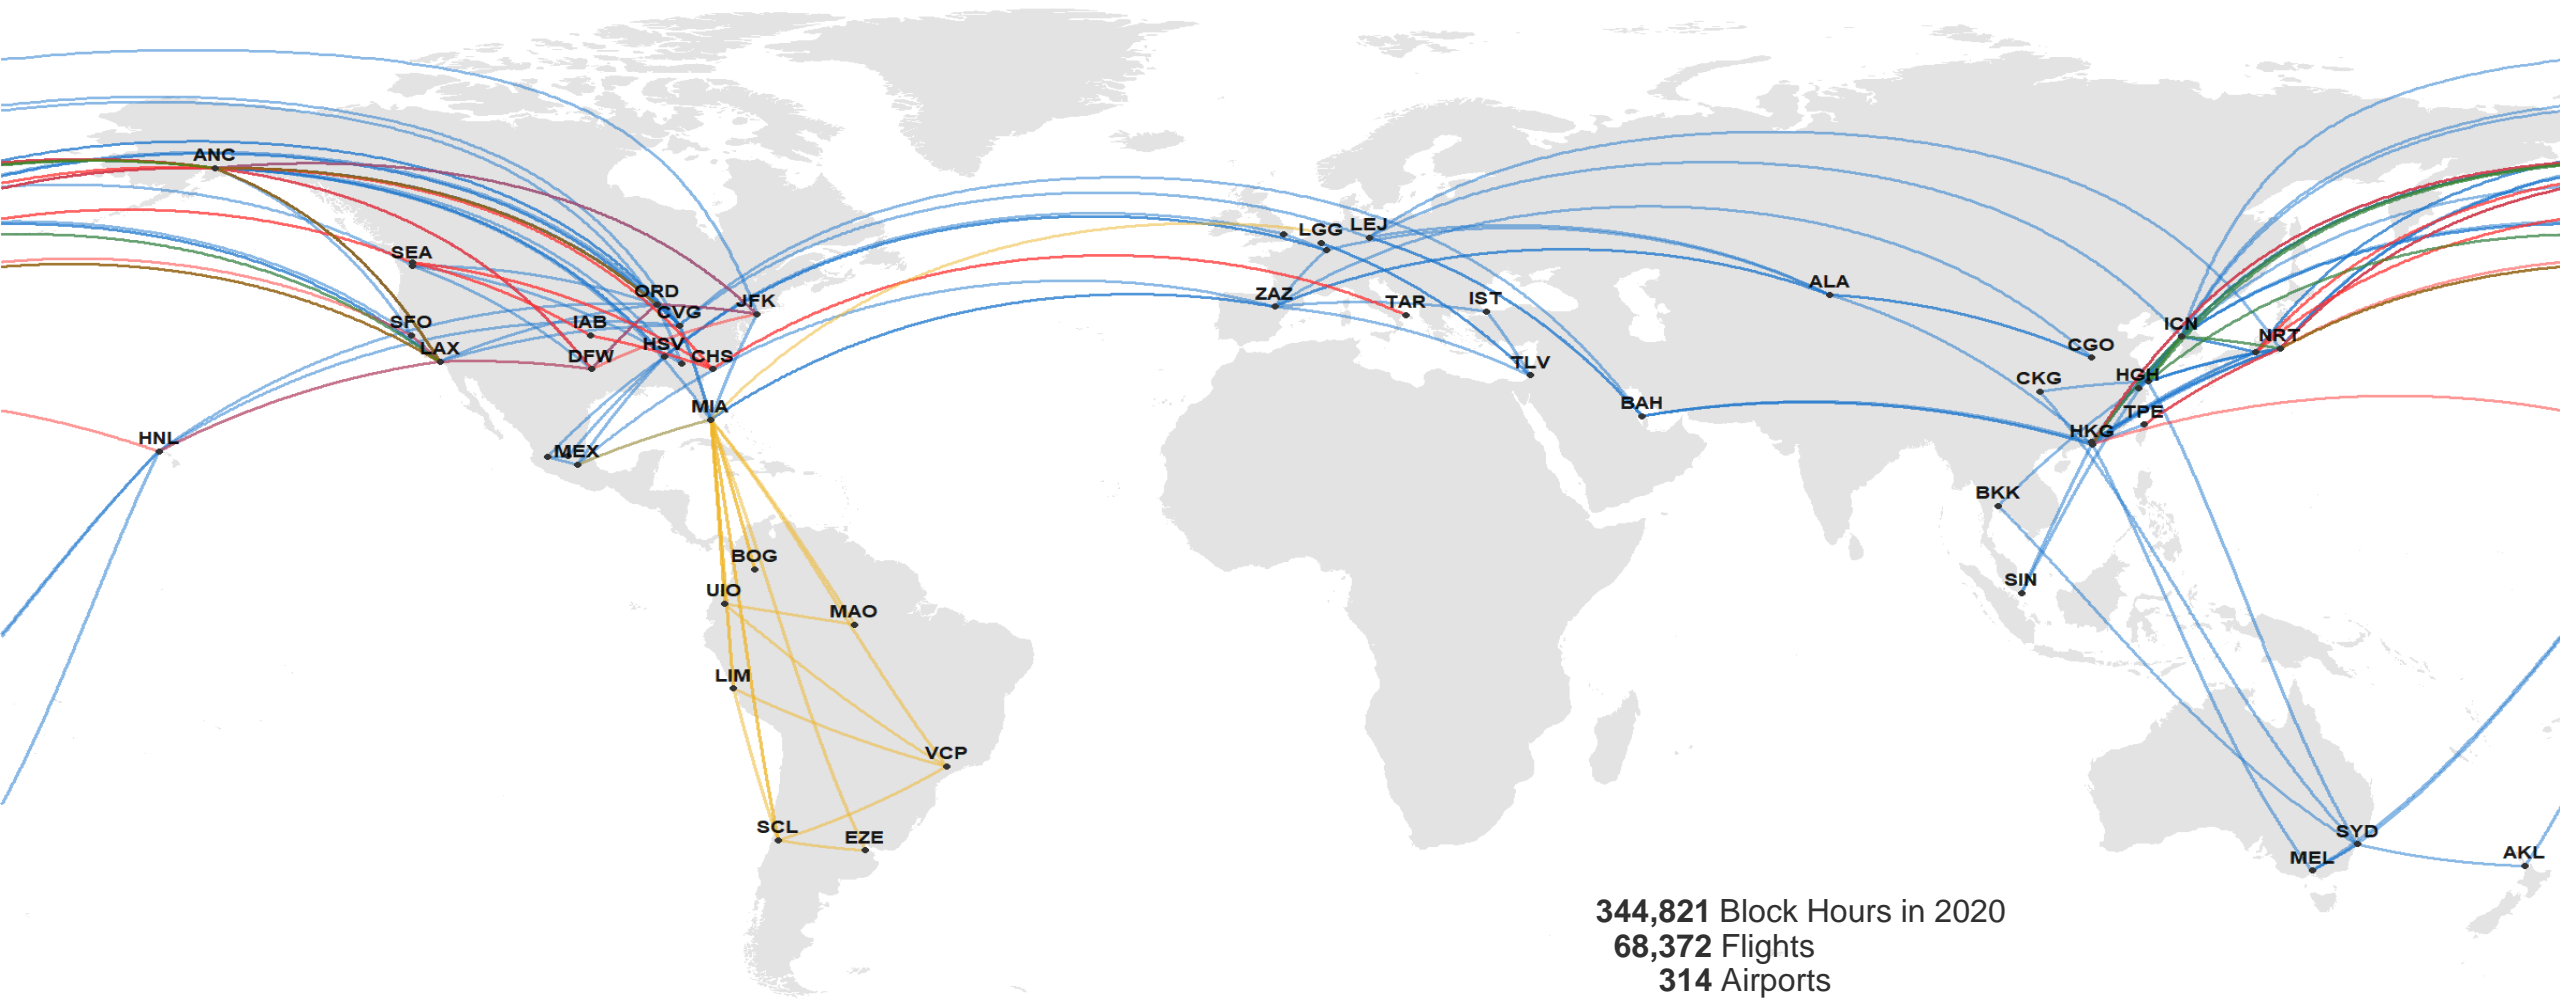 ANC
SEA
SFO
LAX
HNL
ORD
JFK
CVG
IAB
HSV
DFW
CHS
MIA
MEX
BOG
UIO
MAO
LIM
VCP
SCL
EZE
LGG
LEJ
ZAZ
TAR
IST
TLV
BAH
ALA
CGO
CKG
ICN
NRT
HGH
TPE
HKG
BKK
SIN
SYD
MEL
AKL
344,821 Block Hours in 2020
68,372 Flights
314 Airports